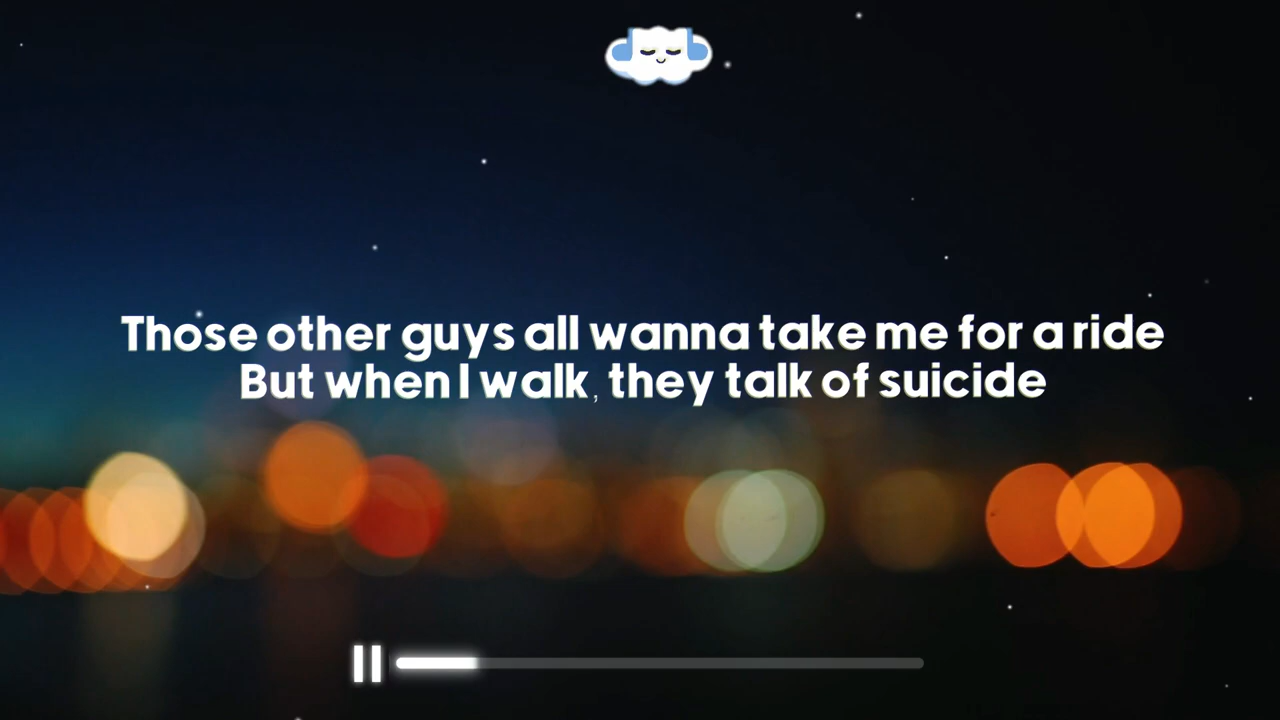 Those other guys all wanna take me for a ride
But when I walk, they talk of suicide